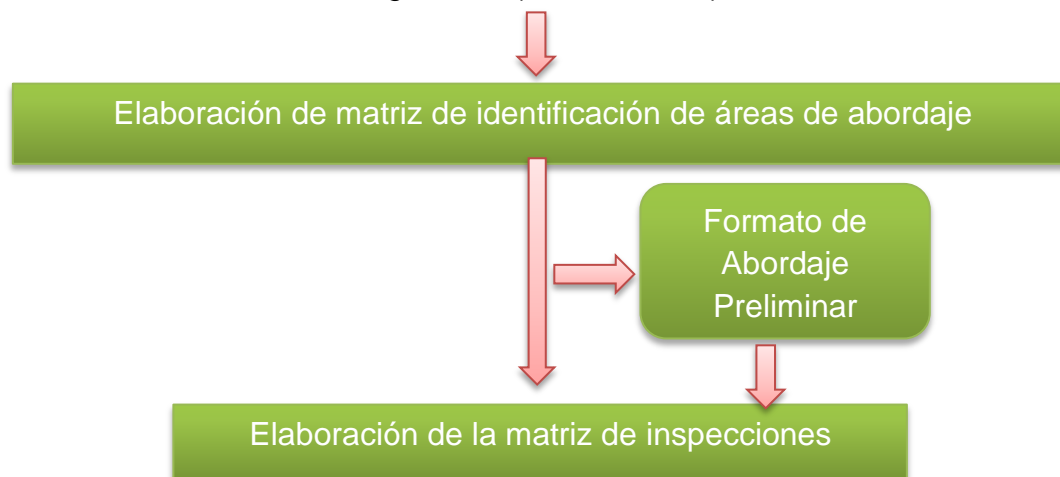 Elaboración de matriz de identificación de áreas de abordaje
Formato de
Abordaje
Preliminar
Elaboración de la matriz de inspecciones